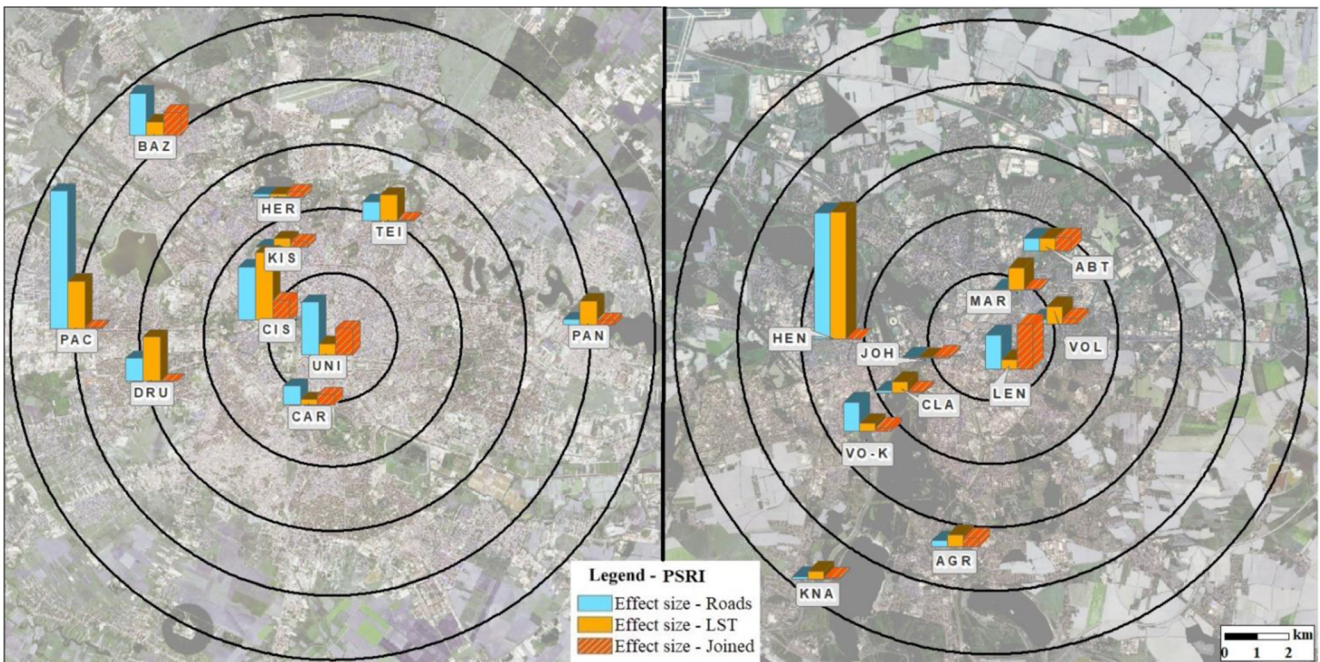 BAZ
HER
TEI
KIS
PAC
CIS
PAN
UNI
DRU
CAR
ABT
MAR
HEN
JOH
VOL
LEN
CLA
VO-K
AGR
KNA
Legend - PSRI
Effect size - Roads
Effect size - LST
Effect size - Joined
km
0 1 2